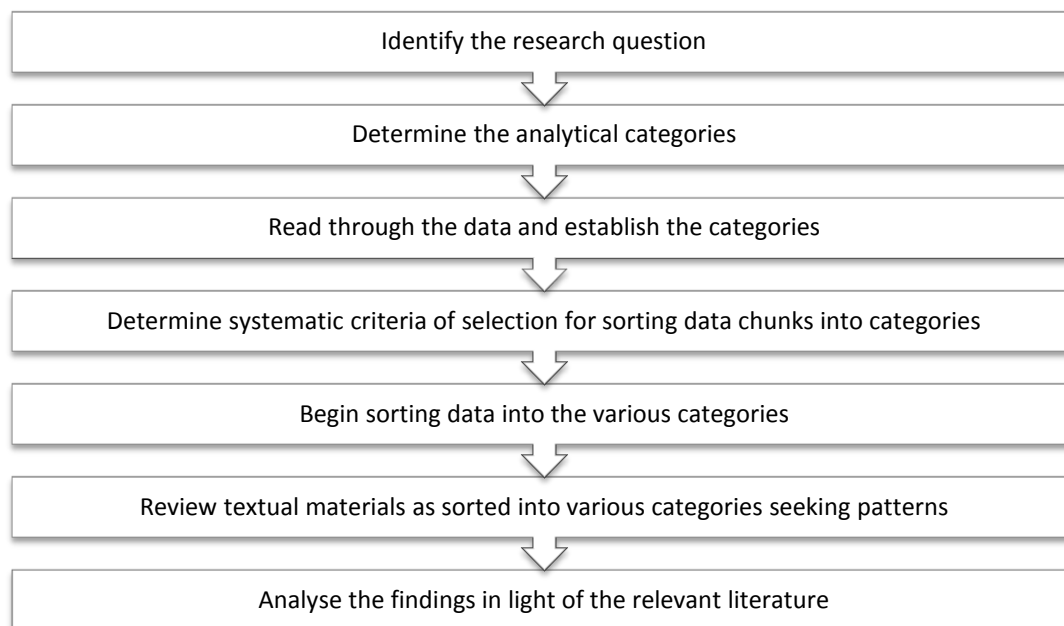 Identify the research question
Determine the analytical categories
Read through the data and establish the categories
Determine systematic criteria of selection for sorting data chunks into categories
Begin sorting data into the various categories
Review textual materials as sorted into various categories seeking patterns
Analyse the findings in light of the relevant literature